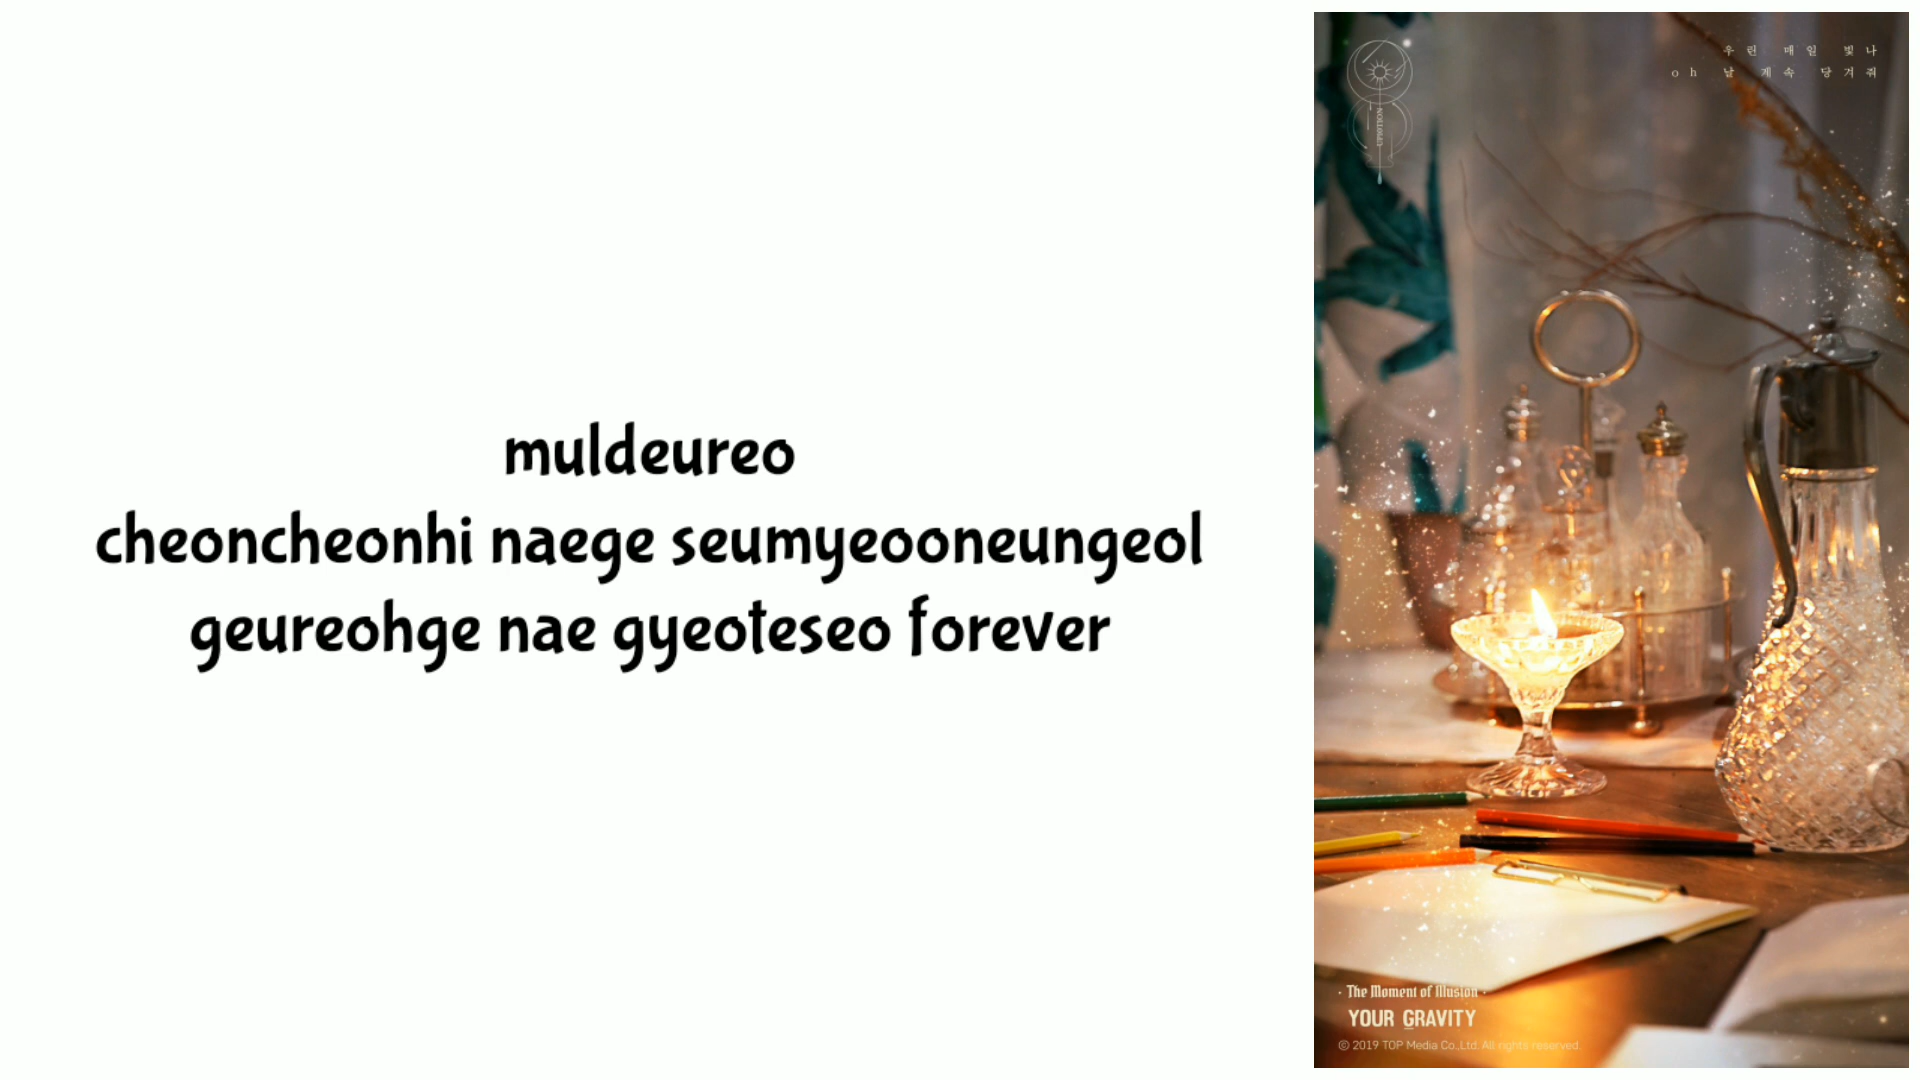 muldeureo
cheoncheonhi naege seumyeooneungeol
geureohge nae gyeoteseo forever
우린 매일 빛나
oh 날 계속 당겨줘
UP10TION
· The Moment of Illusion ·
YOUR GRAVITY
© 2019 TOP Media Co.,Ltd. All rights reserved.